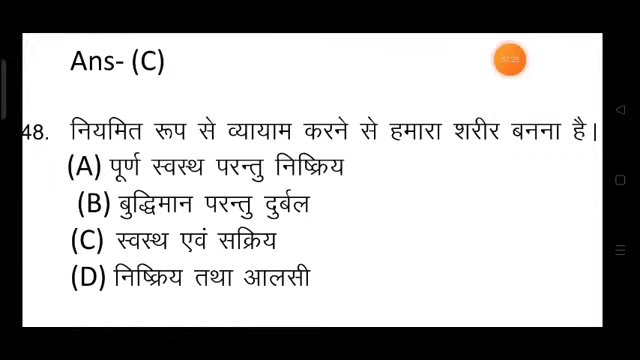 Ans- (C)
48. नियमित रूप से व्यायाम करने से हमारा शरीर बनना है।
(A) पूर्ण स्वस्थ परन्तु निष्क्रिय
(B) बुद्धिमान परन्तु दुर्बल
(C) स्वस्थ एवं सक्रिय
(D) निष्क्रिय तथा आलसी